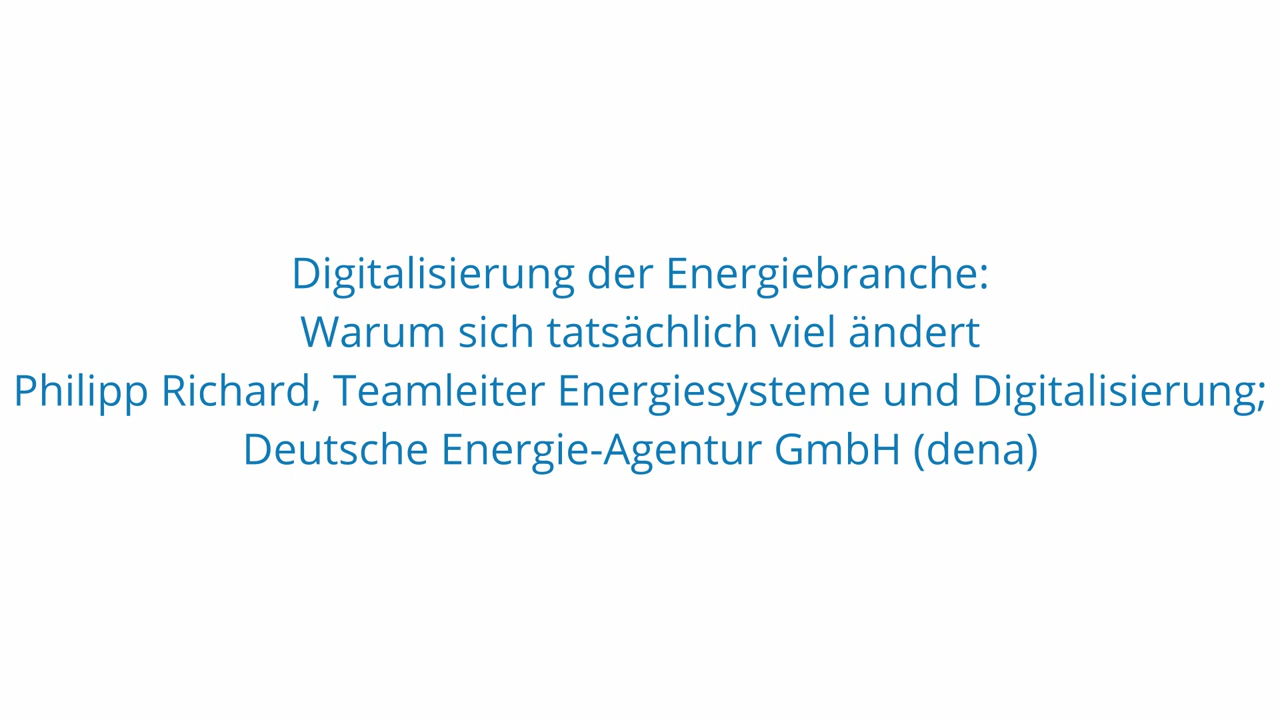 Digitalisierung der Energiebranche:
Warum sich tatsächlich viel ändert
Philipp Richard, Teamleiter Energiesysteme und Digitalisierung;
Deutsche Energie-Agentur GmbH (dena)